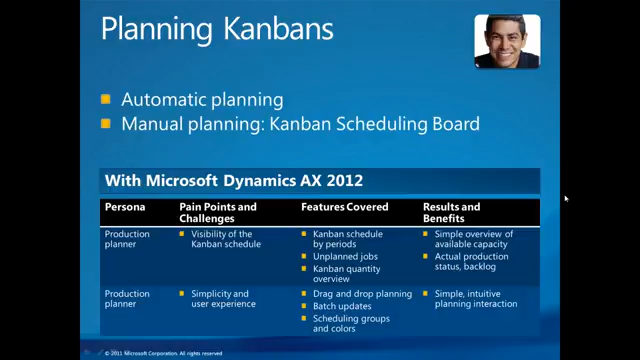 Planning Kanbans
Automatic planning
Manual planning: Kanban Scheduling Board
With Microsoft Dynamics AX 2012
Persona
Pain Points and
Challenges
Features Covered
Results and
Benefits
Production
planner
Visibility of the
Kanban schedule
Kanban schedule
by periods
Unplanned jobs
Kanban quantity
overview
Simple overview of
available capacity
Actual production
status, backlog
Production
planner
Simplicity and
user experience
Drag and drop planning
Batch updates
Scheduling groups
and colors
Simple, intuitive
planning interaction
© 2011 Microsoft Corporation. All rights reserved